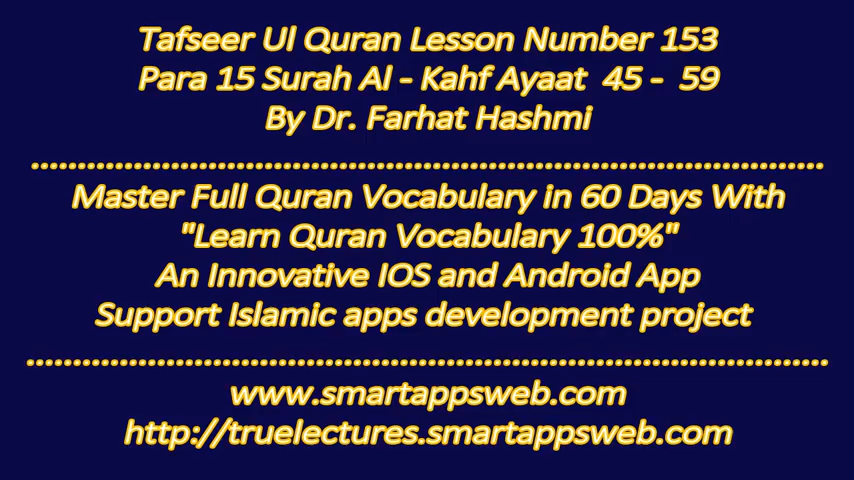 Tafseer Ul Quran Lesson Number 153
Para 15 Surah Al - Kahf Ayaat 45 - 59
By Dr. Farhat Hashmi
Master Full Quran Vocabulary in 60 Days With
"Learn Quran Vocabulary 100%"
An Innovative IOS and Android App
Support Islamic apps development project
www.smartappsweb.com
http://truelectures.smartappsweb.com